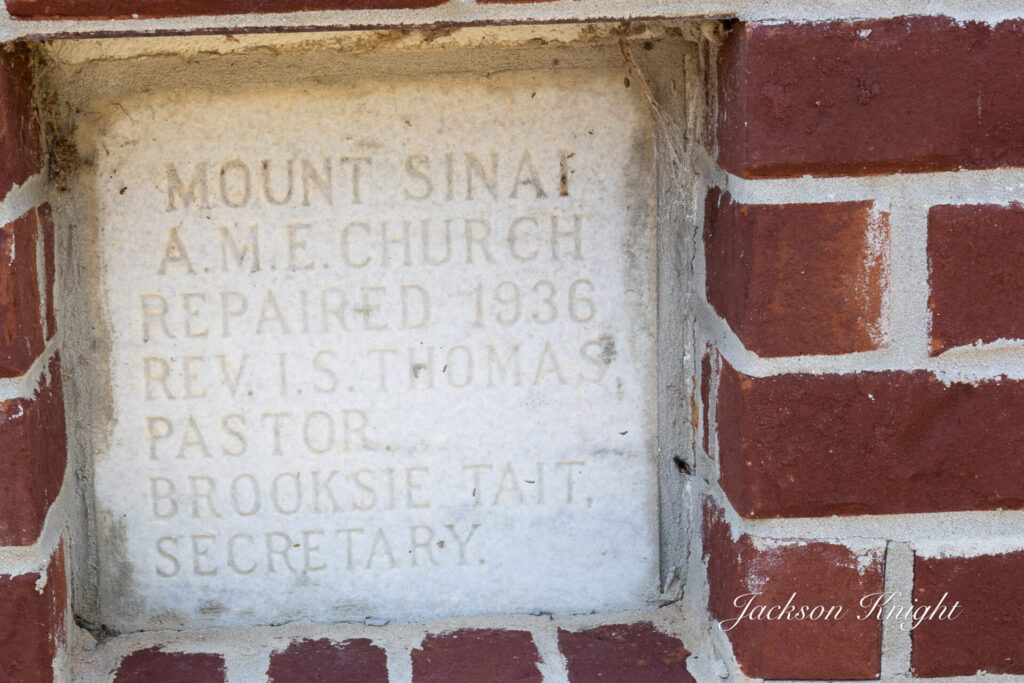 MOUNT SINAI
A.M.E. CHURCH
REPAIRED 1936
REV. I.S. THOMAS,
PASTOR.
BROOKSIE TAIT,
SECRETARY.
Jackson Knight